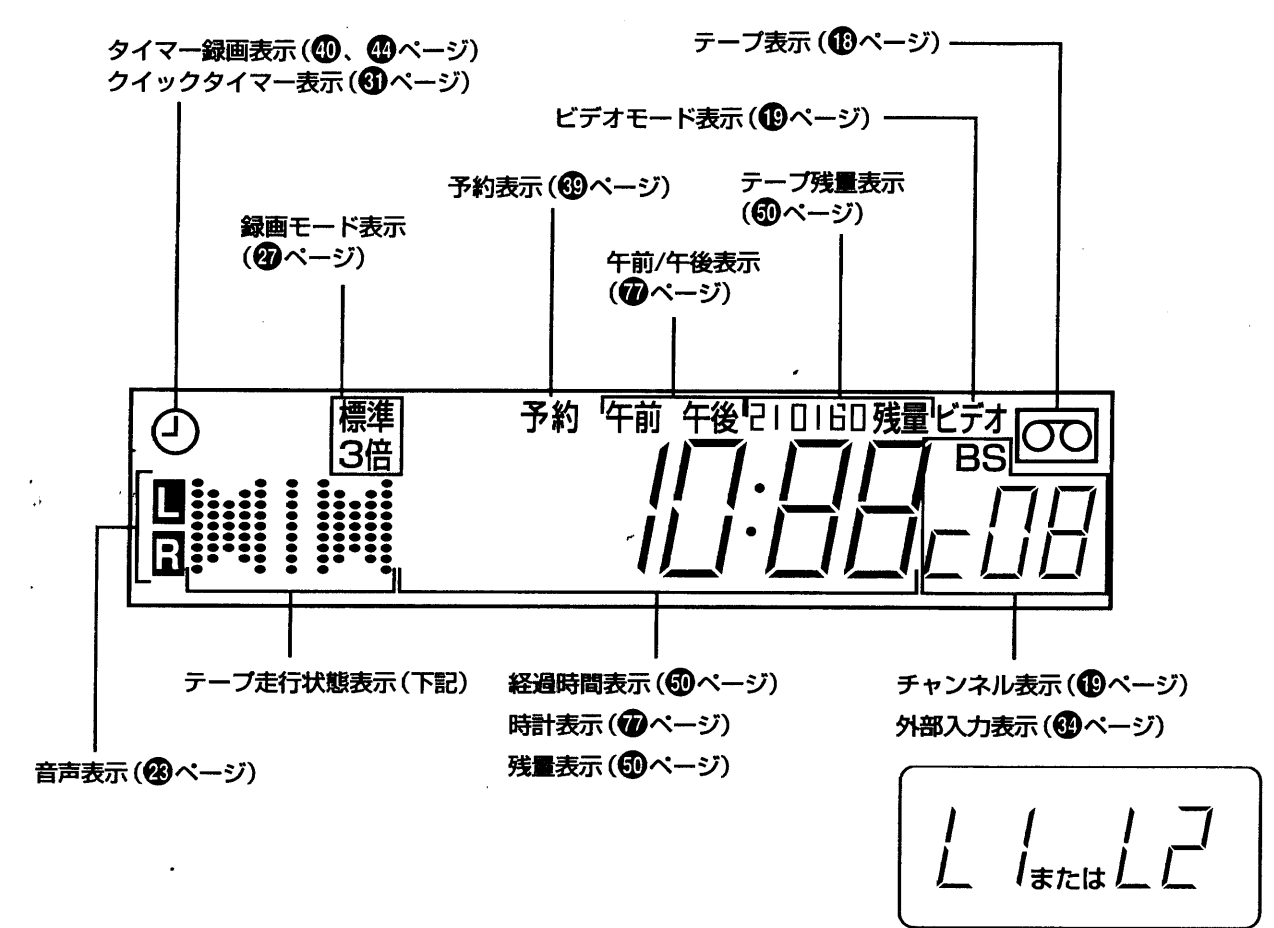 タイマー録画表示(40、44ページ)
クイックタイマー表示(31ページ)
テープ表示(18ページ)
ビデオモード表示(19ページ)
予約表示(39ページ)
テープ残量表示
(50ページ)
録画モード表示
(27ページ)
午前/午後表示
(77ページ)
標準
3倍
予約 午前 午後 210160 残量 ビデオ
BS
L
R
10:88
c08
テープ走行状態表示(下記)
経過時間表示(50ページ)
時計表示(77ページ)
残量表示(50ページ)
チャンネル表示(19ページ)
外部入力表示(34ページ)
音声表示(23ページ)
L1 または L2